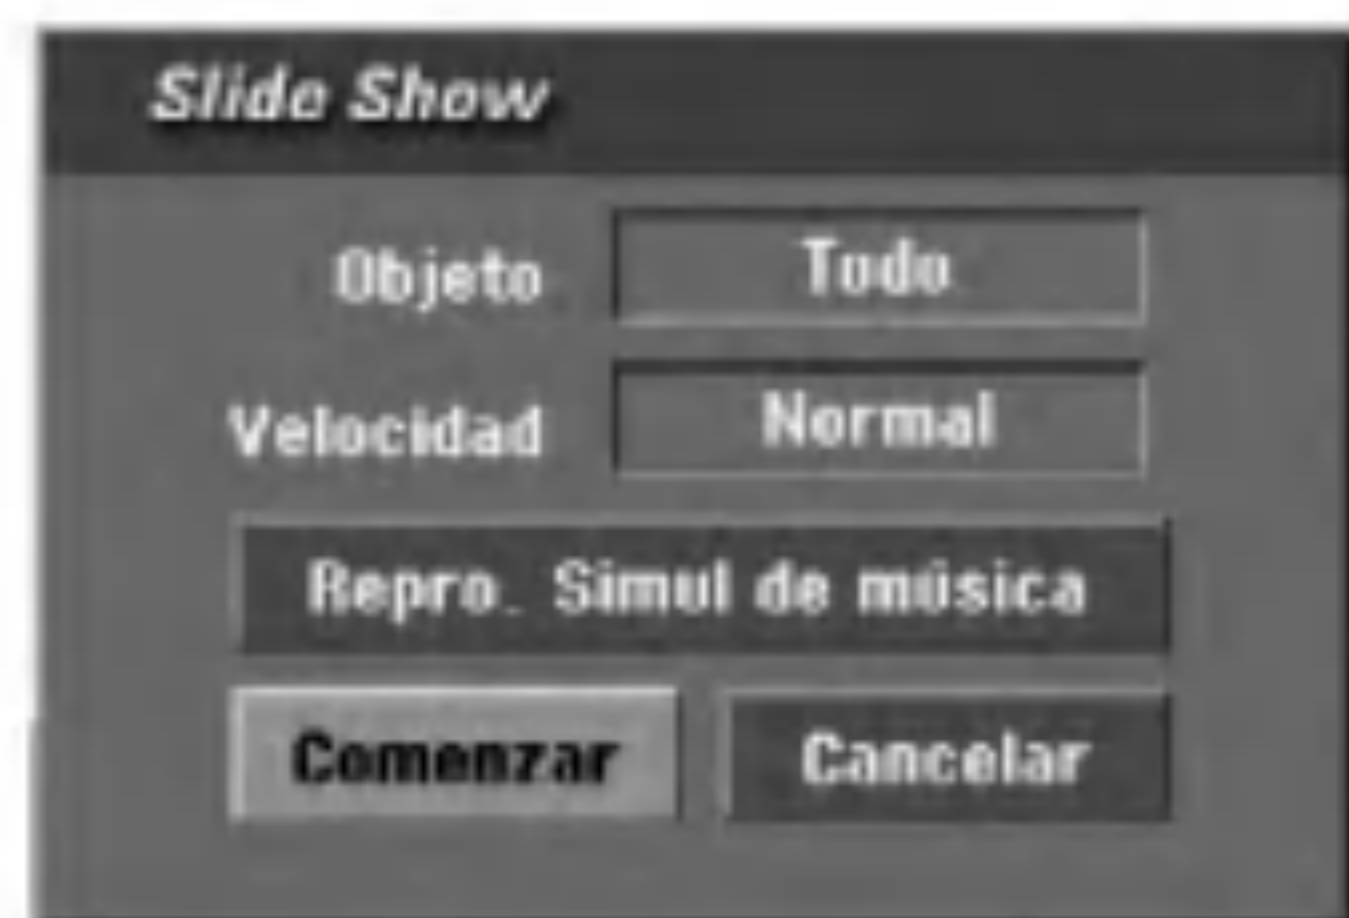 Slide Show
Objeto Todo
Velocidad Normal
Repro. Simul de música
Comenzar Cancelar